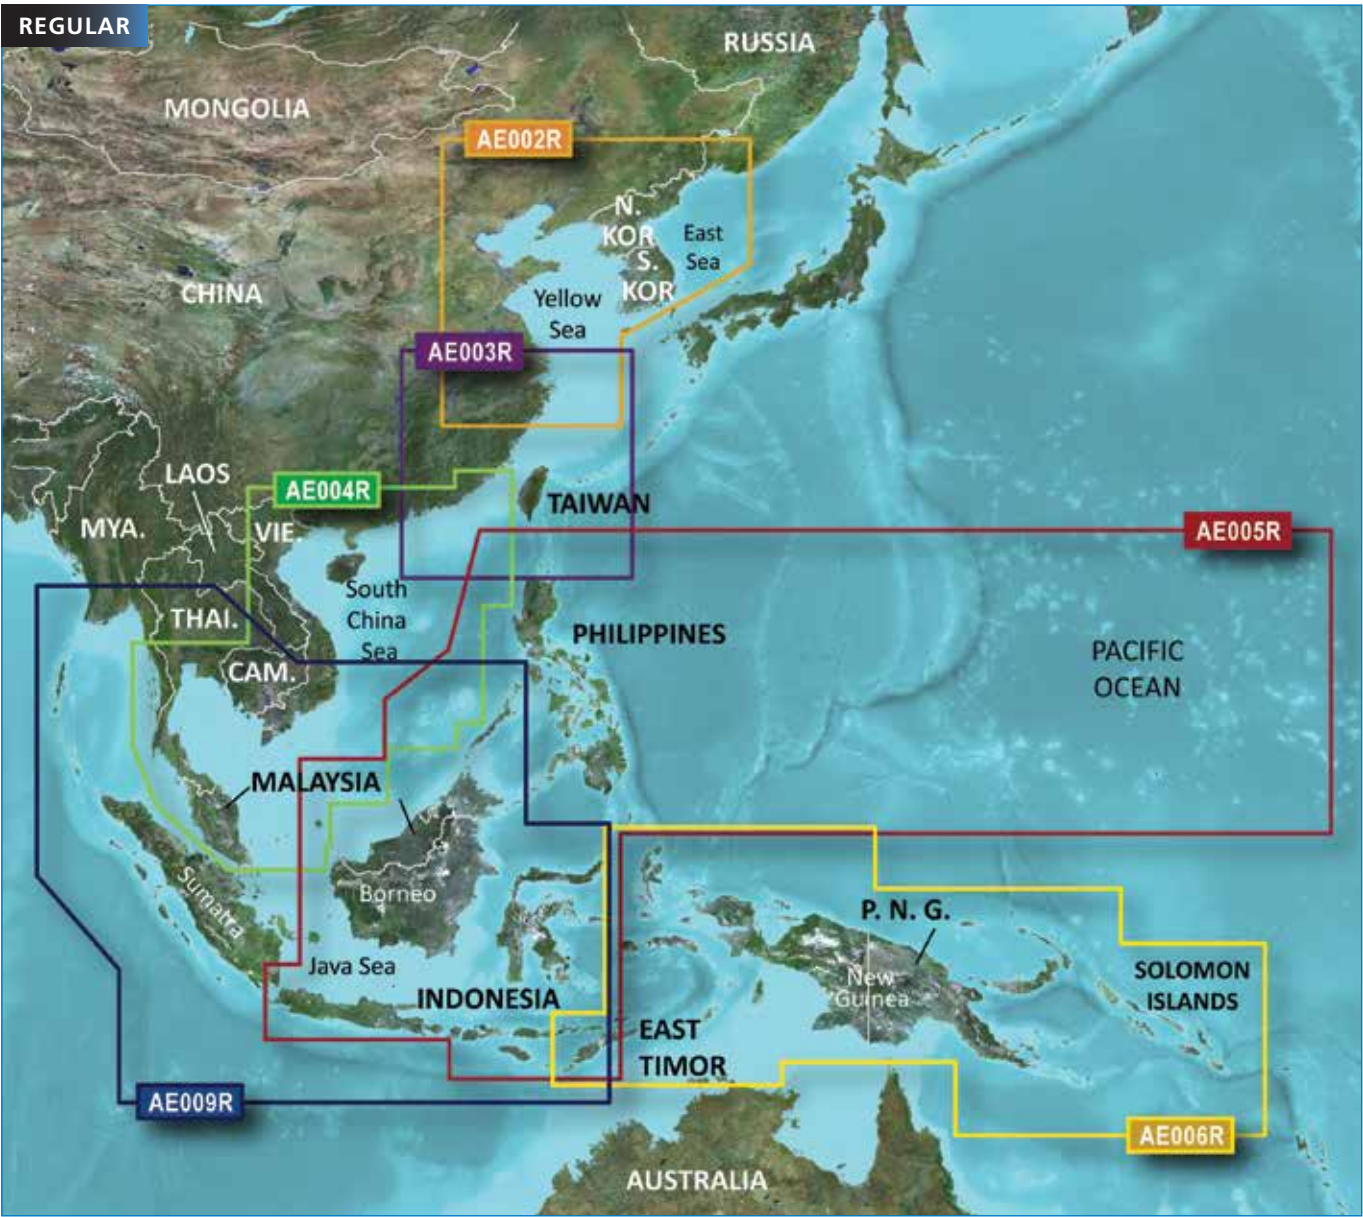 REGULAR
RUSSIA
MONGOLIA
AE002R
N.
KOR
S.
KOR
East
Sea
CHINA
Yellow
Sea
AE003R
LAOS
AE004R
TAIWAN
MYA.
VIE.
AE005R
South
China
Sea
THAI.
PHILIPPINES
CAM.
PACIFIC
OCEAN
MALAYSIA
Sumatra
Borneo
P. N. G.
Java Sea
New
Guinea
SOLOMON
ISLANDS
INDONESIA
EAST
TIMOR
AE009R
AE006R
AUSTRALIA